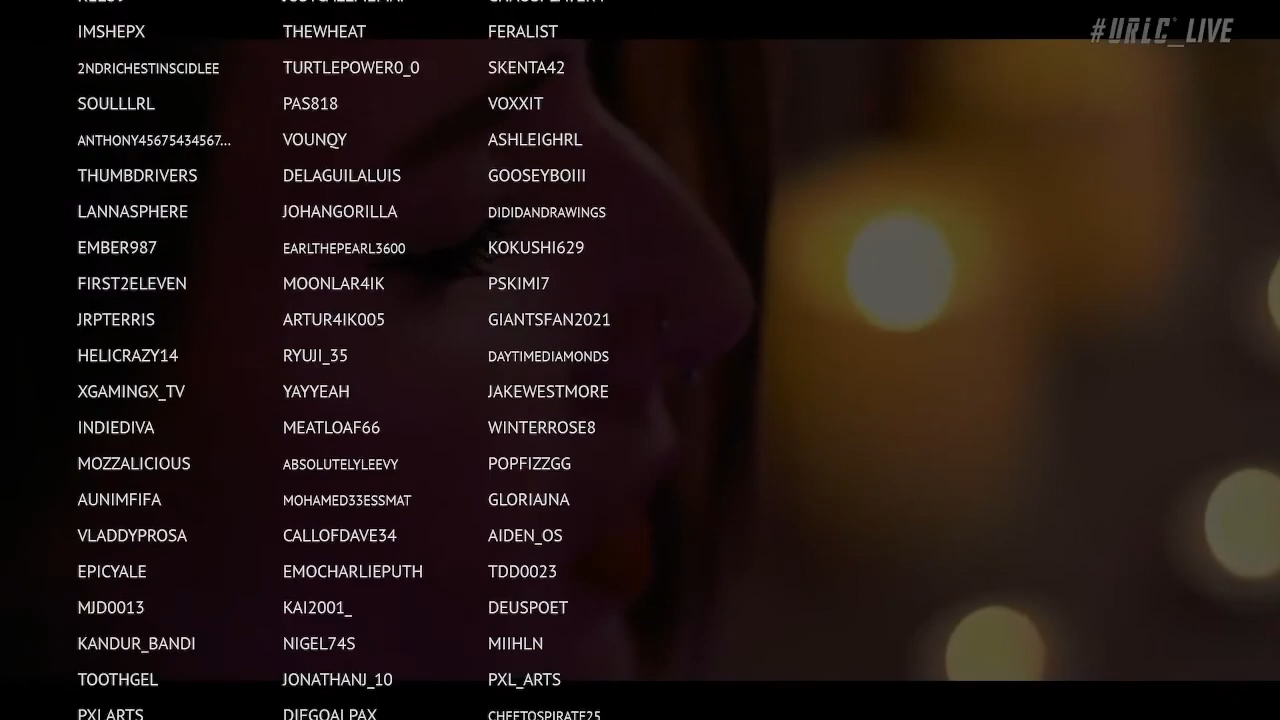 #URLC_LIVE
IMSHEPX THEWHEAT FERALIST
2NDRICHESTINSCIDLEE TURTLEPOWER0_0 SKENTA42
SOULLLRL PAS818 VOXXIT
ANTHONY45675434567... VOUNQY ASHLEIGHRL
THUMBDRIVERS DELAGUILALUIS GOOSEYBOIII
LANNASPHERE JOHANGORILLA DIDIDANDRAWINGS
EMBER987 EARLTHEPEARL3600 KOKUSHI629
FIRST2ELEVEN MOONLAR4IK PSKIMI7
JRPTERRIS ARTUR4IK005 GIANTSFAN2021
HELICRAZY14 RYUJI_35 DAYTIMEDIAMONDS
XGAMINGX_TV YAYYEAH JAKEWESTMORE
INDIEDIVA MEATLOAF66 WINTERROSE8
MOZZALICIOUS ABSOLUTELYLEEVY POPFIZZGG
AUNIMFIFA MOHAMED33ESSMAT GLORIAJNA
VLADDYPROSA CALLOFDAVE34 AIDEN_OS
EPICYALE EMOCHARLIEPUTH TDD0023
MJD0013 KAI2001_ DEUSPOET
KANDUR_BANDI NIGEL74S MIIHLN
TOOTHGEL JONATHANJ_10 PXL_ARTS
PXLARTS DIEGOALPAX CHEETOSPIRATE25